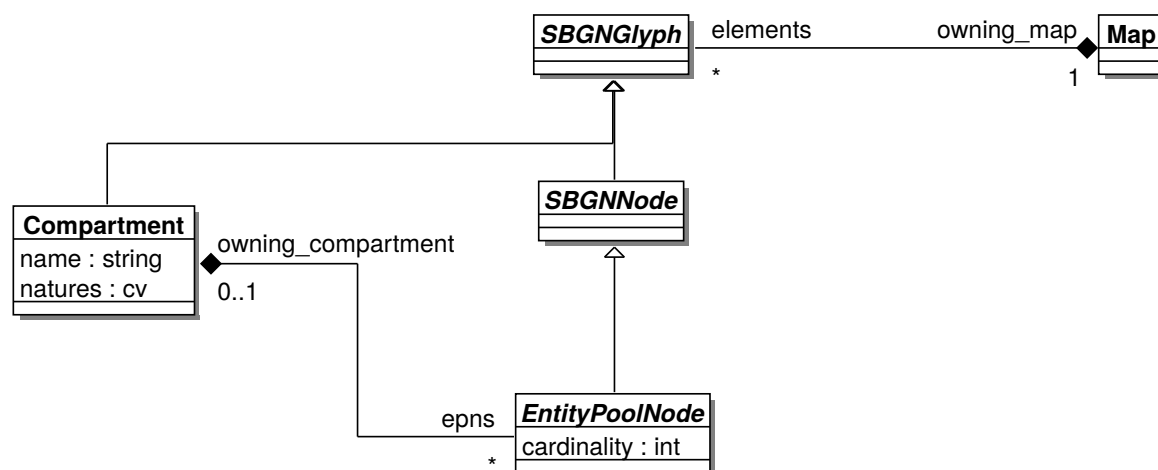 SBGNGlyph
elements
owning_map
Map
*
1
SBGNNode
Compartment
name : string
natures : cv
owning_compartment
0..1
epns
*
EntityPoolNode
cardinality : int